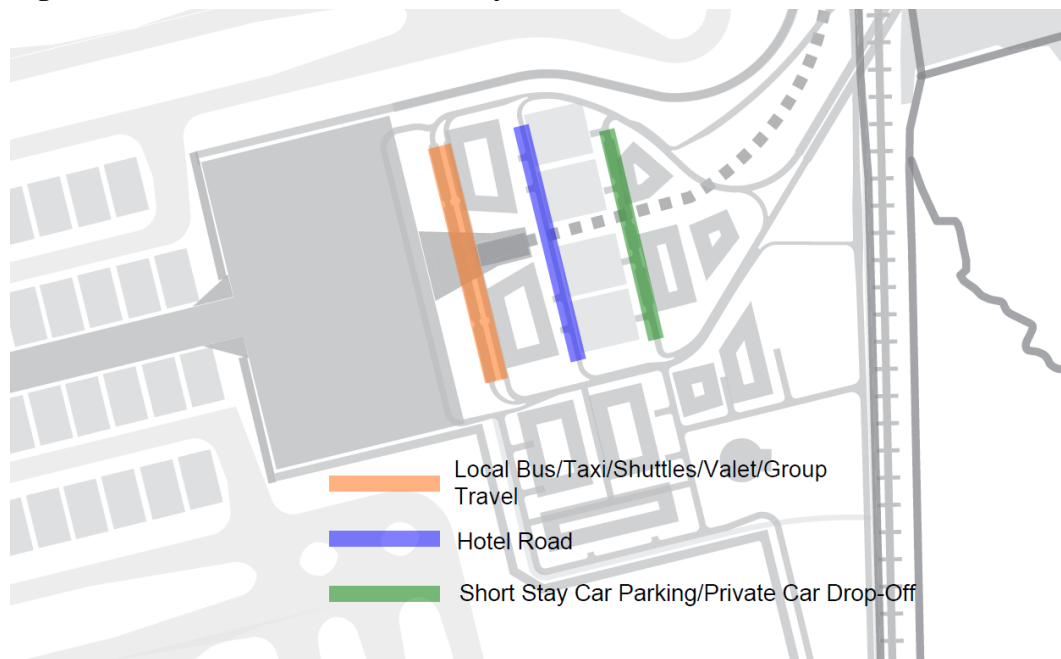 Local Bus/Taxi/Shuttles/Valet/Group
Travel
Hotel Road
Short Stay Car Parking/Private Car Drop-Off